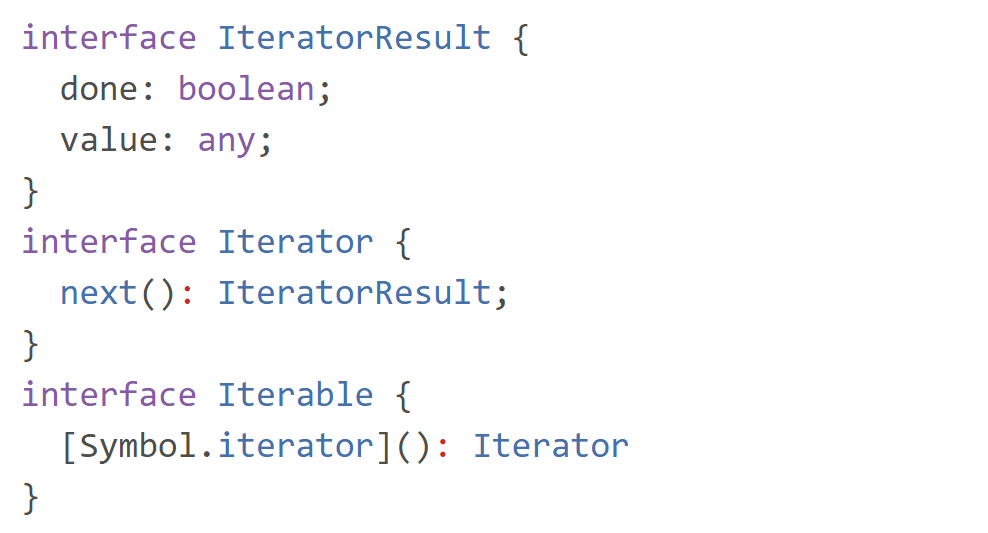 interface IteratorResult {
  done: boolean;
  value: any;
}
interface Iterator {
  next(): IteratorResult;
}
interface Iterable {
  [Symbol.iterator](): Iterator
}